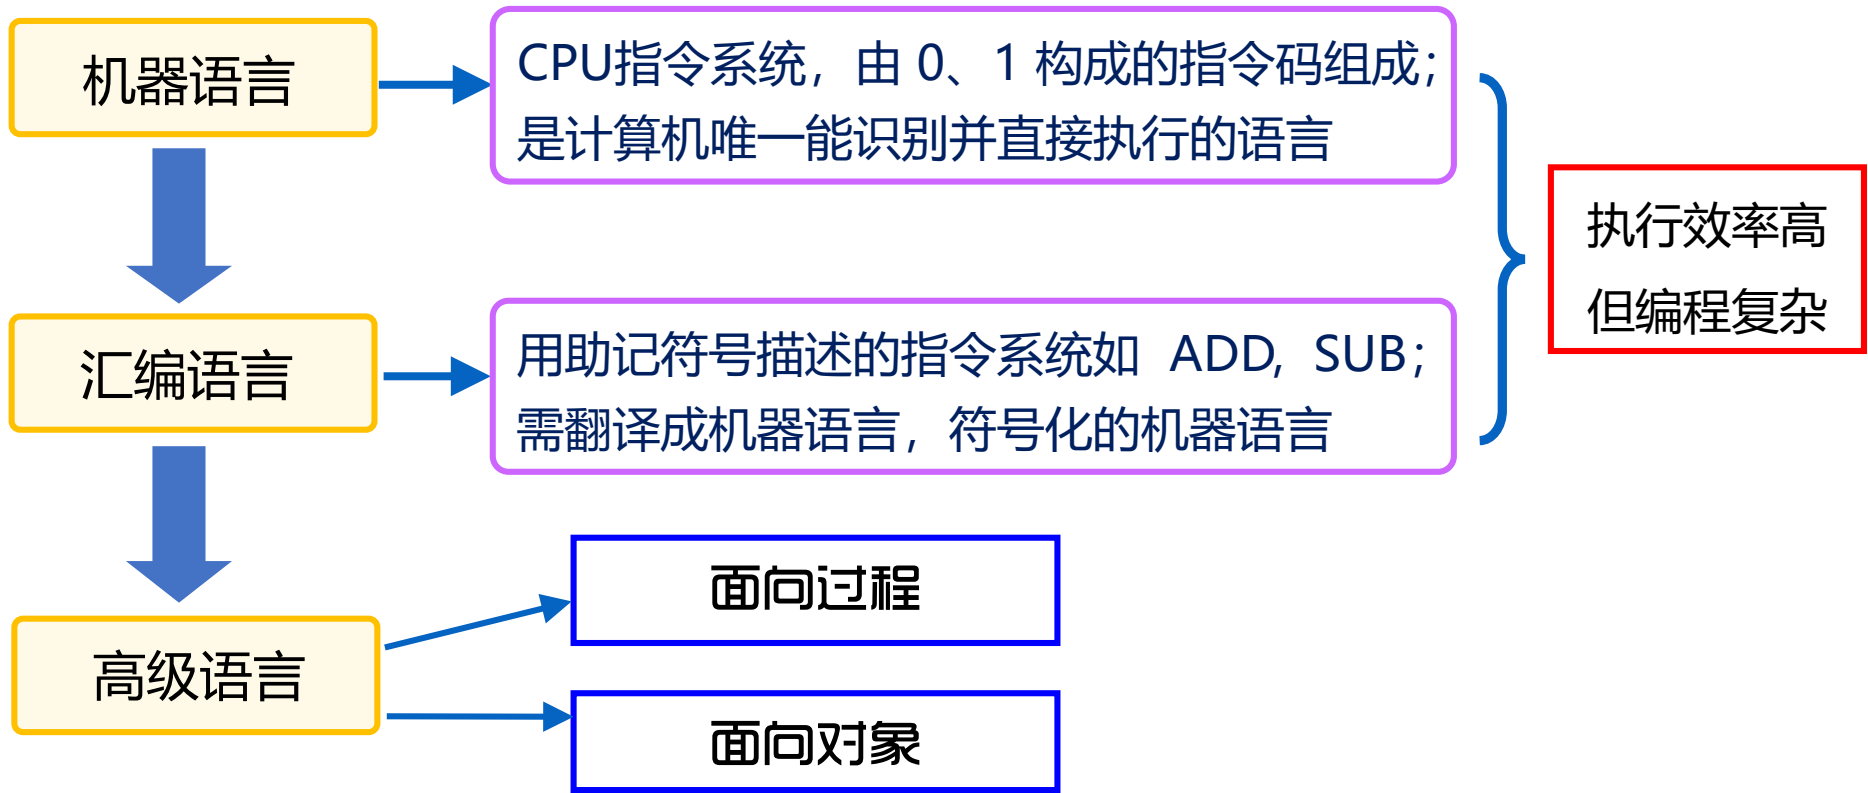 机器语言
CPU指令系统，由 0、1 构成的指令码组成；
是计算机唯一能识别并直接执行的语言
汇编语言
用助记符号描述的指令系统如 ADD, SUB；
需翻译成机器语言，符号化的机器语言
执行效率高
但编程复杂
高级语言
面向过程
面向对象